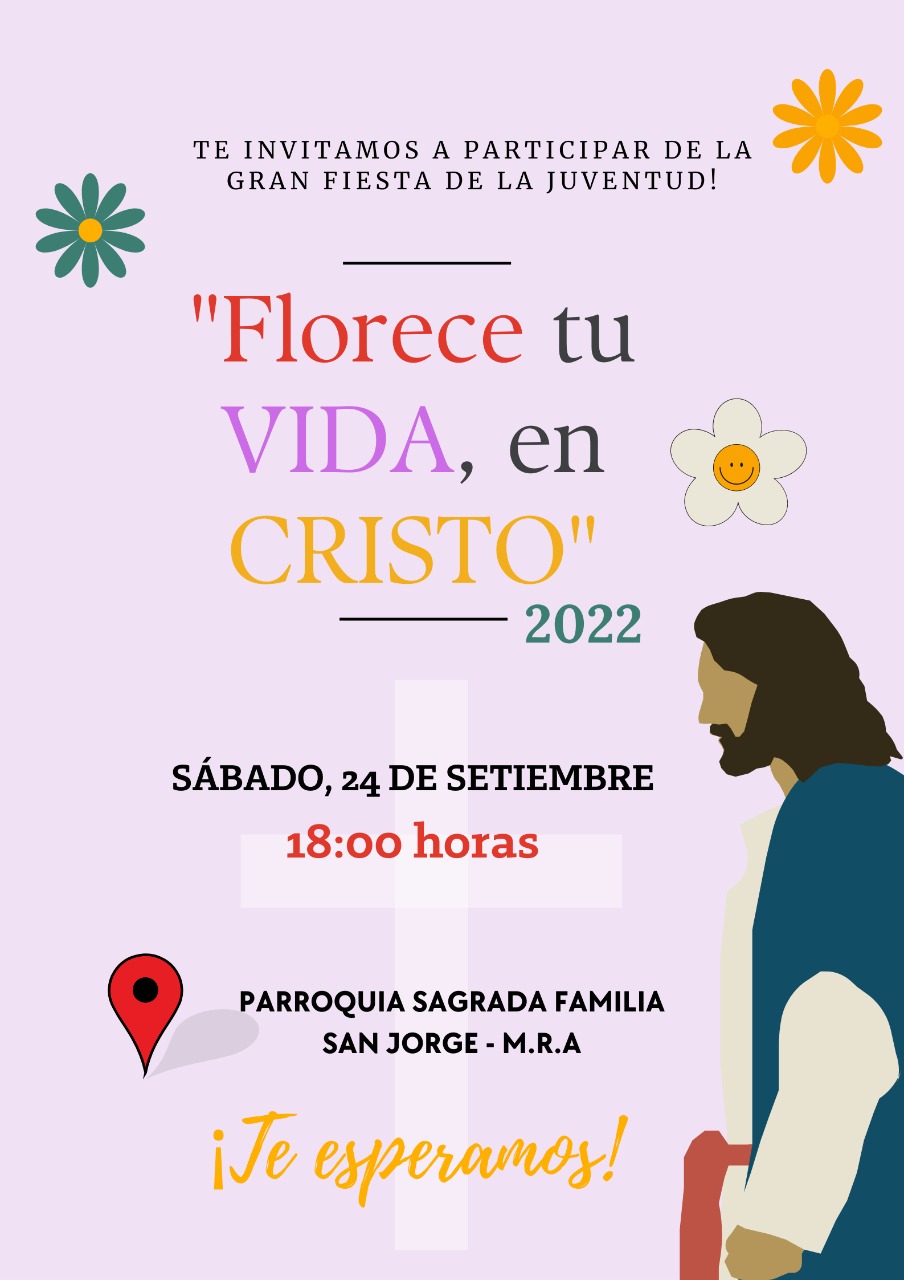 TE INVITAMOS A PARTICIPAR DE LA
GRAN FIESTA DE LA JUVENTUD!
"Florece tu
VIDA, en
CRISTO"
2022
SÁBADO, 24 DE SETIEMBRE
18:00 horas
PARROQUIA SAGRADA FAMILIA
SAN JORGE - M.R.A
¡Te esperamos!